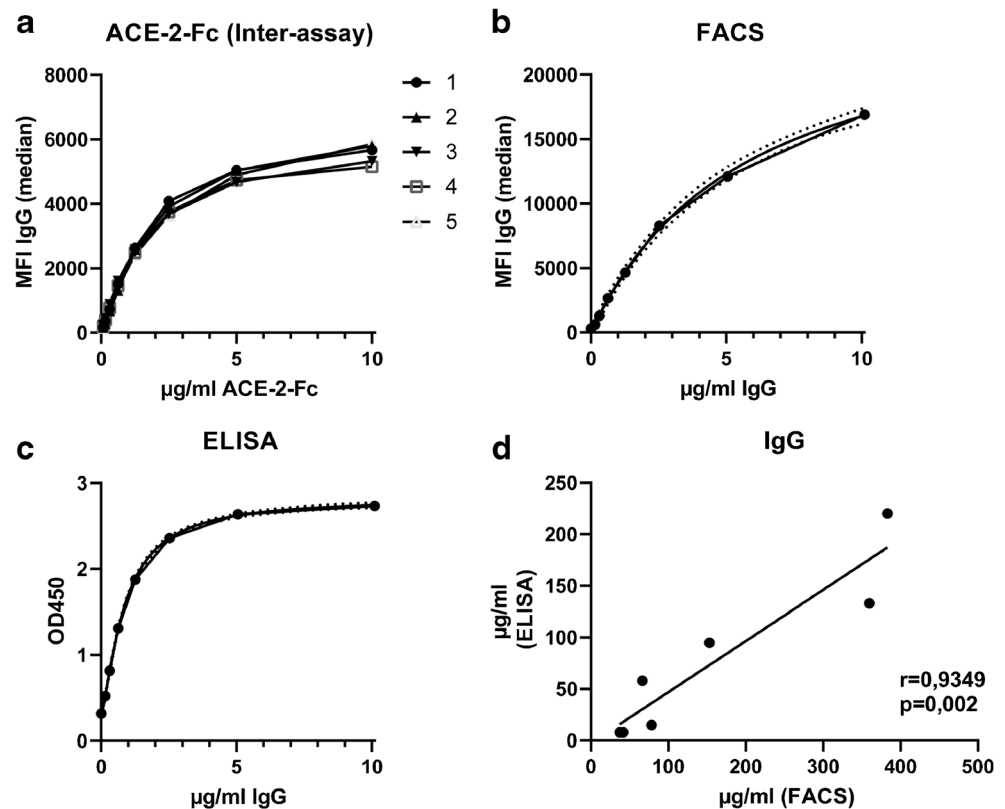 a
ACE-2-Fc (Inter-assay)
8000
6000
4000
2000
0
MFI IgG (median)
0 5 10
µg/ml ACE-2-Fc
1
2
3
4
5
b
FACS
20000
15000
10000
5000
0
MFI IgG (median)
0 5 10
µg/ml IgG
c
ELISA
3
2
1
0
OD450
0 5 10
µg/ml IgG
d
IgG
250
200
150
100
50
0
µg/ml
(ELISA)
r=0,9349
p=0,002
0 100 200 300 400 500
µg/ml (FACS)